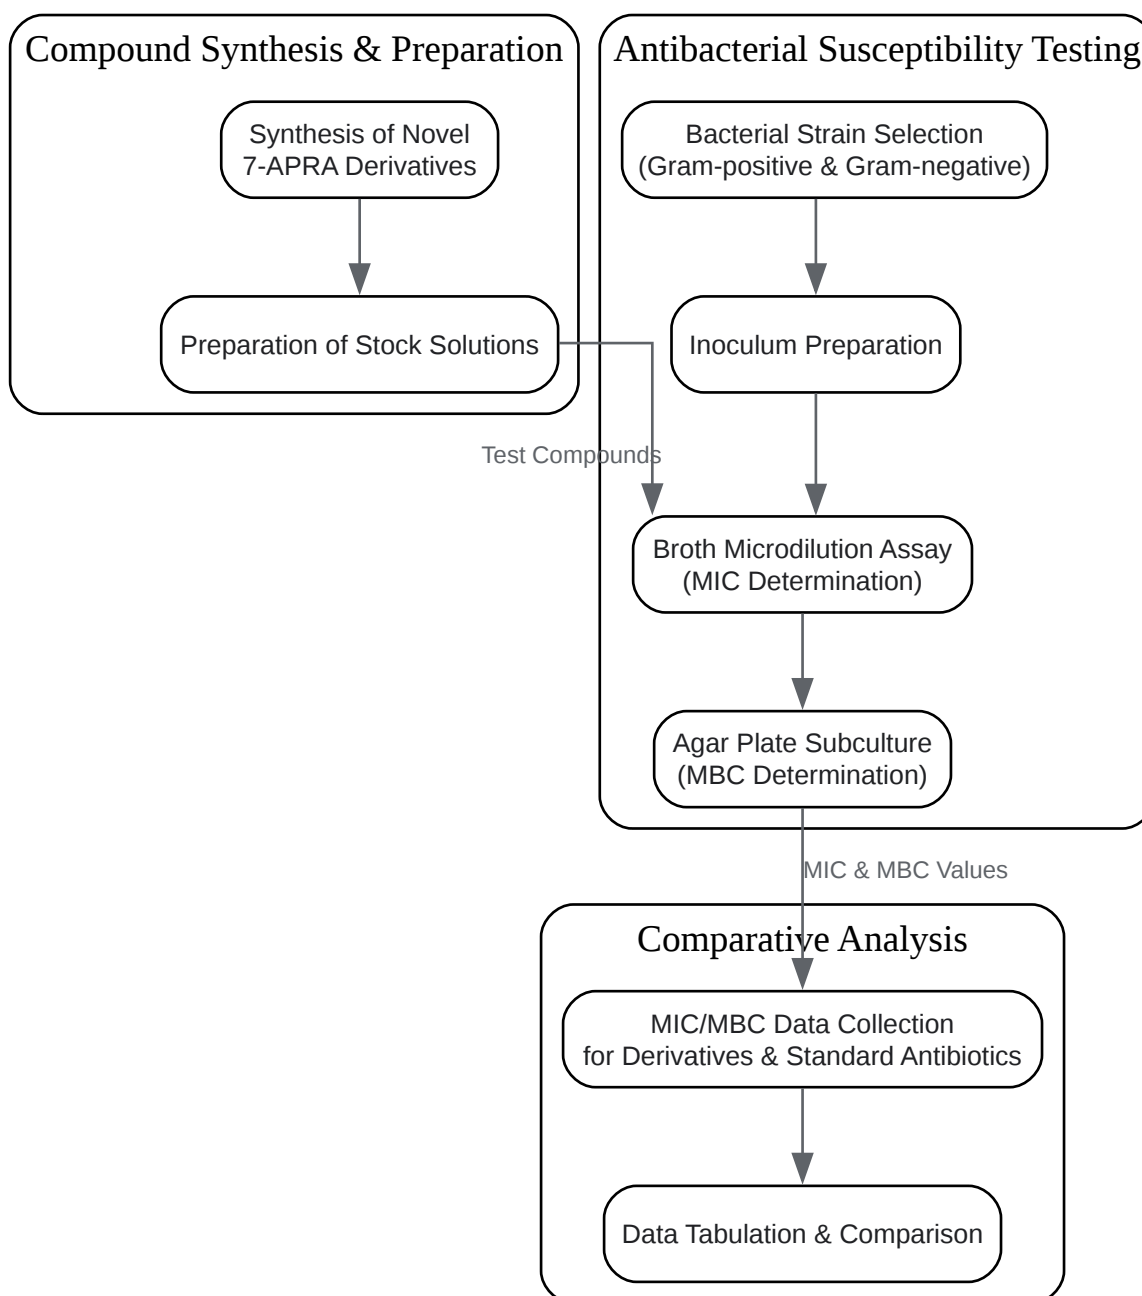 Compound Synthesis & Preparation
Synthesis of Novel
7-APRA Derivatives
Preparation of Stock Solutions
Test Compounds
Antibacterial Susceptibility Testing
Bacterial Strain Selection
(Gram-positive & Gram-negative)
Inoculum Preparation
Broth Microdilution Assay
(MIC Determination)
Agar Plate Subculture
(MBC Determination)
MIC & MBC Values
Comparative Analysis
MIC/MBC Data Collection
for Derivatives & Standard Antibiotics
Data Tabulation & Comparison